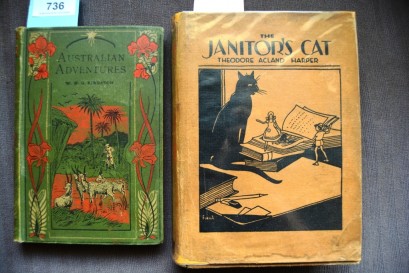 736
AUSTRALIAN
ADVENTURES
THE
JANITOR'S CAT
THEODORE ACLAND HARPER